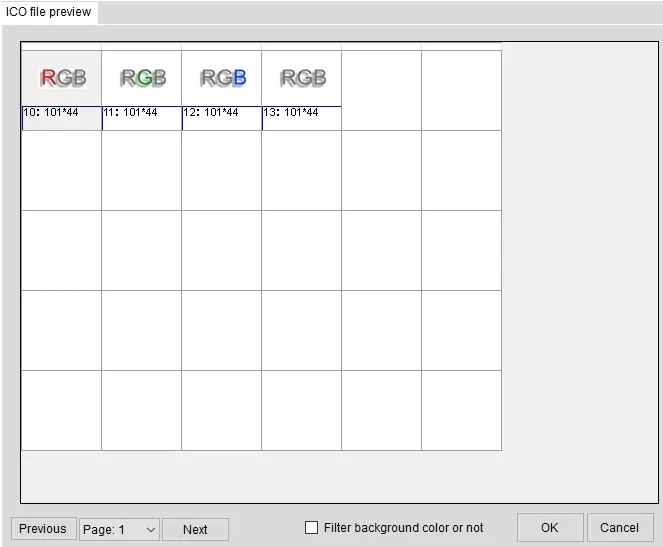 ICO file preview
RGB RGB RGB RGB
10: 101*44 11: 101*44 12: 101*44 13: 101*44
Previous Page: 1 Next Filter background color or not OK Cancel